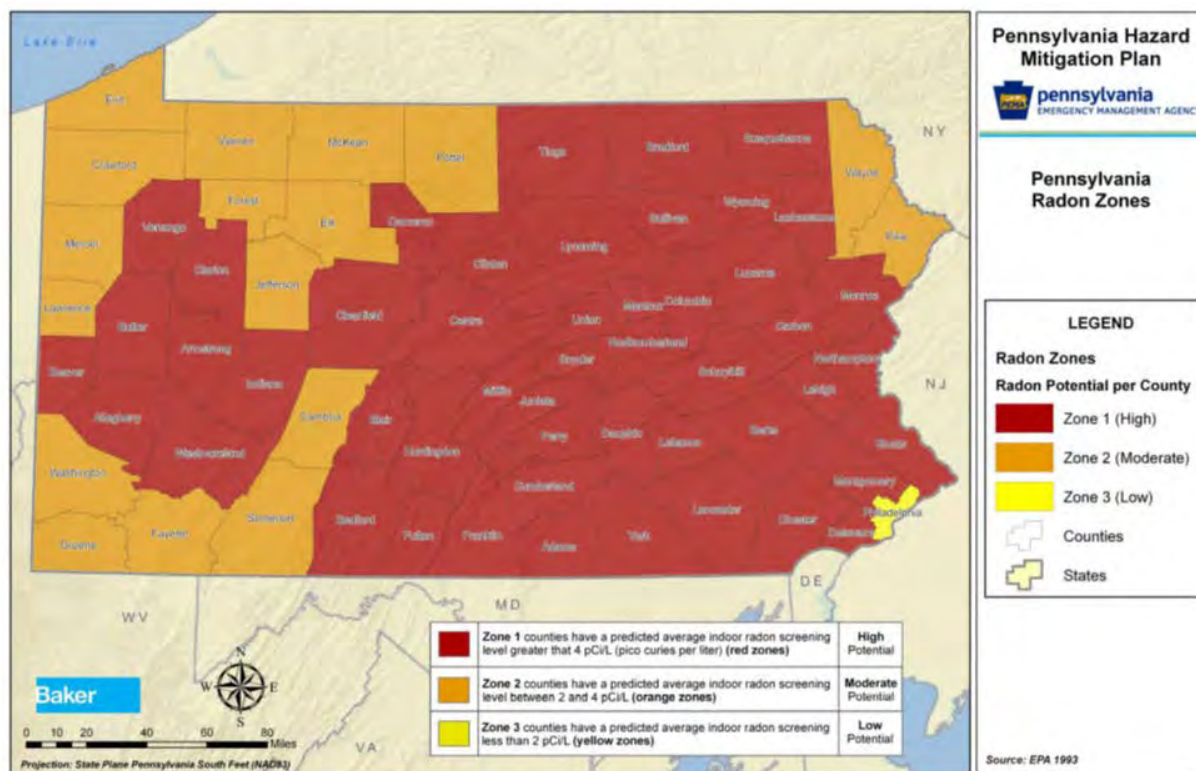 Lake Erie
Pennsylvania Hazard
Mitigation Plan
PEMA
pennsylvania
EMERGENCY MANAGEMENT AGENCY
Pennsylvania
Radon Zones
NY
Erie
Warren
McKean
Potter
Tioga
Bradford
Susquehanna
Crawford
Wayne
Forest
Wyoming
Venango
Elk
Cameron
Sullivan
Lackawanna
Mercer
Pike
Lycoming
Clarion
Clinton
Luzerne
Jefferson
Monroe
Lawrence
Clearfield
Centre
Montour
Columbia
Butler
Union
Carbon
Armstrong
Northumberland
Snyder
Northampton
Beaver
Indiana
Schuylkill
Lehigh
NJ
Mifflin
Juniata
Allegheny
Cambria
Blair
Perry
Dauphin
Lebanon
Berks
Bucks
Westmoreland
Huntingdon
Washington
Cumberland
Montgomery
Lancaster
Philadelphia
Somerset
Bedford
Chester
Greene
Fayette
Fulton
Franklin
Adams
York
Delaware
WV
MD
DE
VA
LEGEND
Radon Zones
Radon Potential per County
Zone 1 (High)
Zone 2 (Moderate)
Zone 3 (Low)
Counties
States
Zone 1 counties have a predicted average indoor radon screening
level greater that 4 pCi/L (pico curies per liter) (red zones)
High
Potential
Zone 2 counties have a predicted average indoor radon screening
level between 2 and 4 pCi/L (orange zones)
Moderate
Potential
Zone 3 counties have a predicted average indoor radon screening
less than 2 pCi/L (yellow zones)
Low
Potential
N
W E
S
Baker
0 10 20 40 60 80
Miles
Projection: State Plane Pennsylvania South Feet (NAD83)
Source: EPA 1993